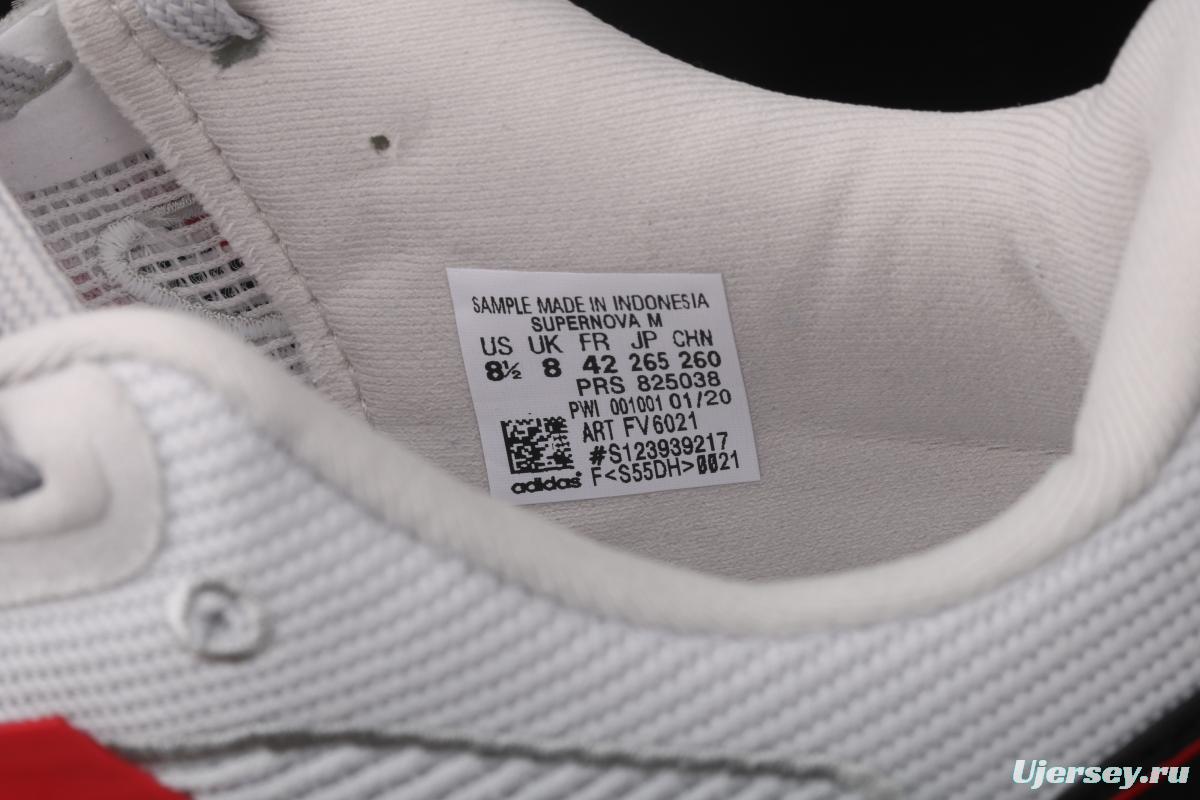 SAMPLE MADE IN INDONESIA
SUPERNOVA M
US UK FR JP CHN
8½ 8 42 265 260
PRS 825038
PWI 001001 01/20
ART FV6021
#S123939217
F<S55DH>0021
adidas
Ujersey.ru